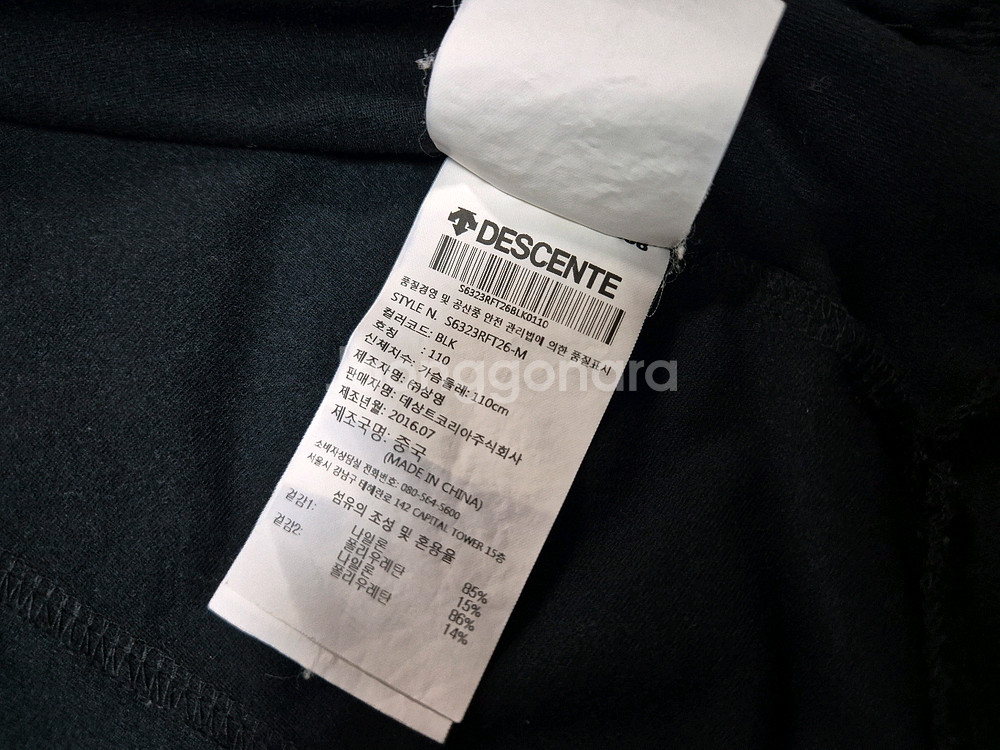 DESCENTE
S6323RFT26BLK0110
품질경영 및 공산품 안전 관리법에 의한 품질표시
STYLE N. S6323RFT26-M
컬러코드: BLK
호칭 : 110
신체치수: 가슴둘레: 110cm
제조자명: ㈜상영
판매자명: 데상트코리아주식회사
제조년월: 2016.07
제조국명: 중국
(MADE IN CHINA)
소비자상담실 전화번호: 080-564-5600
서울시 강남구 테헤란로 142 CAPITAL TOWER 15층
섬유의 조성 및 혼용율
겉감1: 나일론 85%
폴리우레탄 15%
겉감2: 나일론 86%
폴리우레탄 14%